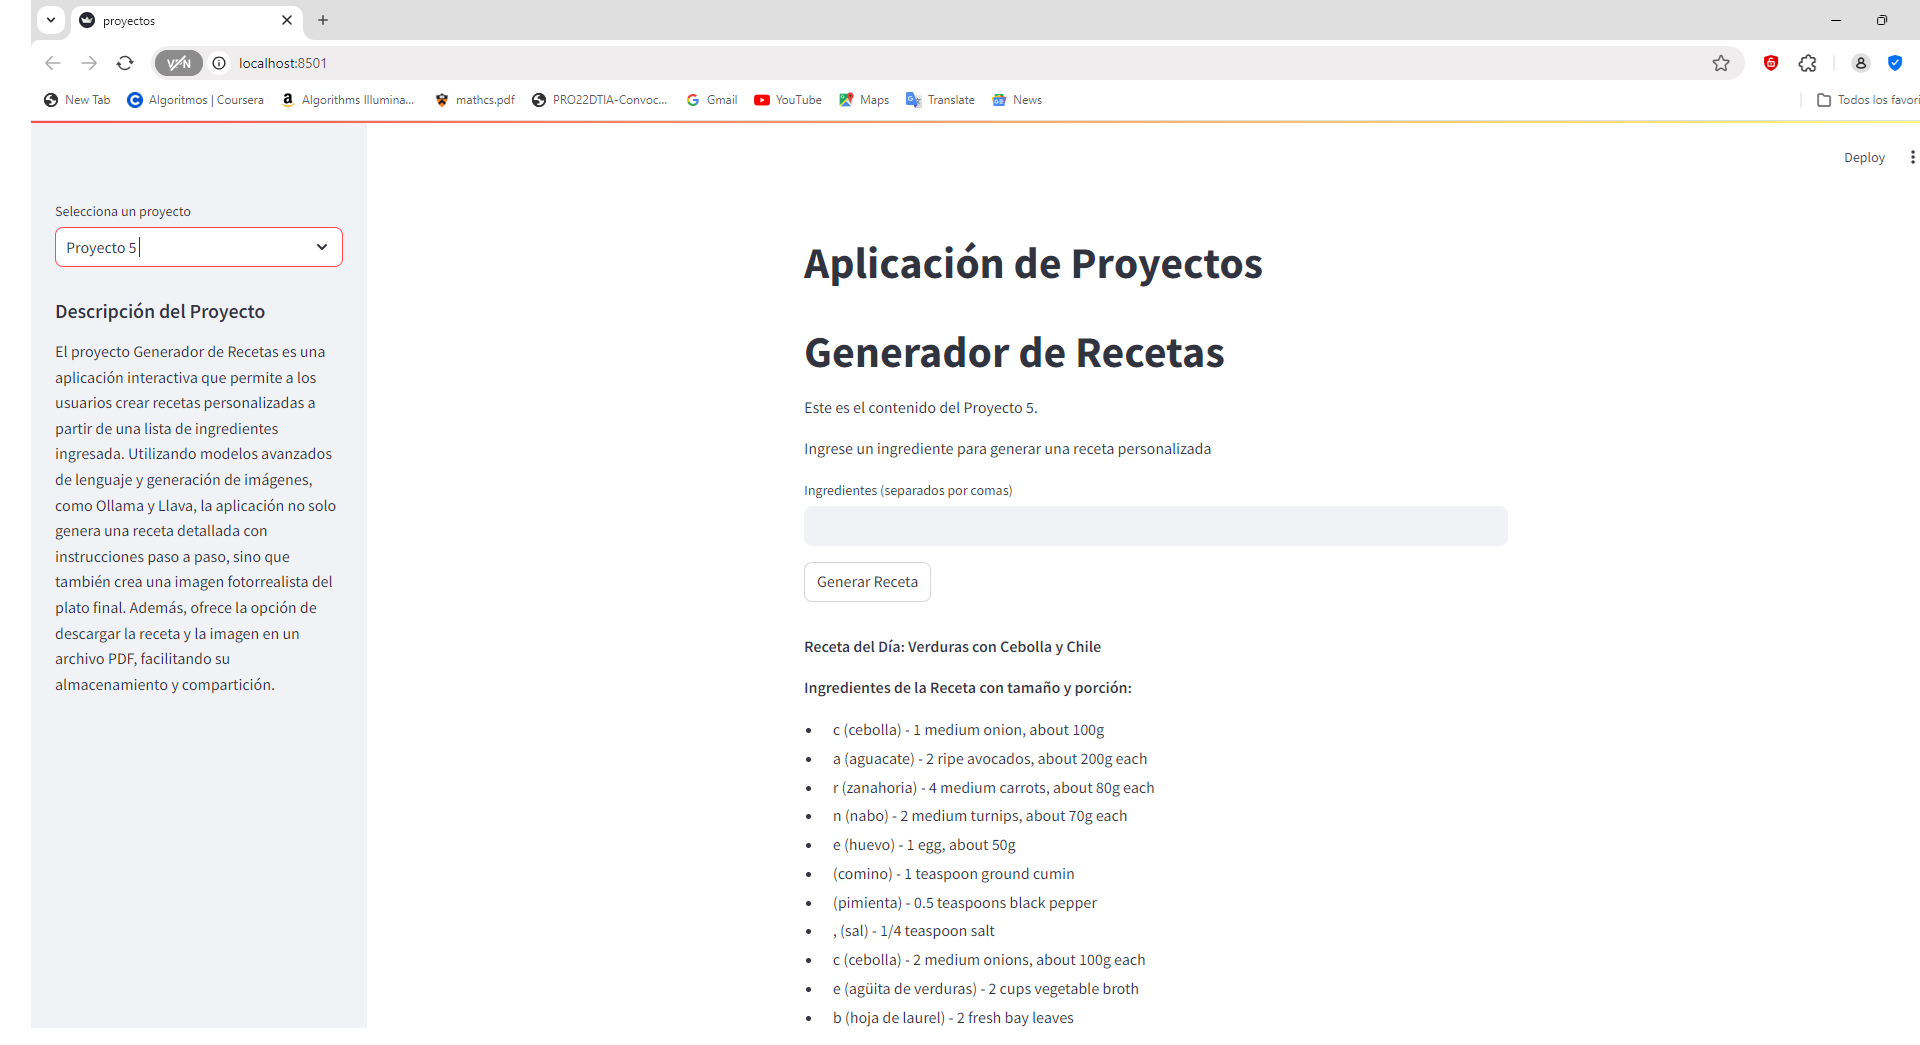 proyectos
VPN
localhost:8501
New Tab
Algoritmos | Coursera
Algorithms Illumina...
mathcs.pdf
PRO22DTIA-Convoc...
Gmail
YouTube
Maps
Translate
News
Todos los favori
Deploy
Selecciona un proyecto
Proyecto 5
Descripción del Proyecto
El proyecto Generador de Recetas es una
aplicación interactiva que permite a los
usuarios crear recetas personalizadas a
partir de una lista de ingredientes
ingresada. Utilizando modelos avanzados
de lenguaje y generación de imágenes,
como Ollama y Llava, la aplicación no solo
genera una receta detallada con
instrucciones paso a paso, sino que
también crea una imagen fotorrealista del
plato final. Además, ofrece la opción de
descargar la receta y la imagen en un
archivo PDF, facilitando su
almacenamiento y compartición.
Aplicación de Proyectos
Generador de Recetas
Este es el contenido del Proyecto 5.
Ingrese un ingrediente para generar una receta personalizada
Ingredientes (separados por comas)
Generar Receta
Receta del Día: Verduras con Cebolla y Chile
Ingredientes de la Receta con tamaño y porción:
• c (cebolla) - 1 medium onion, about 100g
• a (aguacate) - 2 ripe avocados, about 200g each
• r (zanahoria) - 4 medium carrots, about 80g each
• n (nabo) - 2 medium turnips, about 70g each
• e (huevo) - 1 egg, about 50g
• (comino) - 1 teaspoon ground cumin
• (pimienta) - 0.5 teaspoons black pepper
• , (sal) - 1/4 teaspoon salt
• c (cebolla) - 2 medium onions, about 100g each
• e (agüita de verduras) - 2 cups vegetable broth
• b (hoja de laurel) - 2 fresh bay leaves